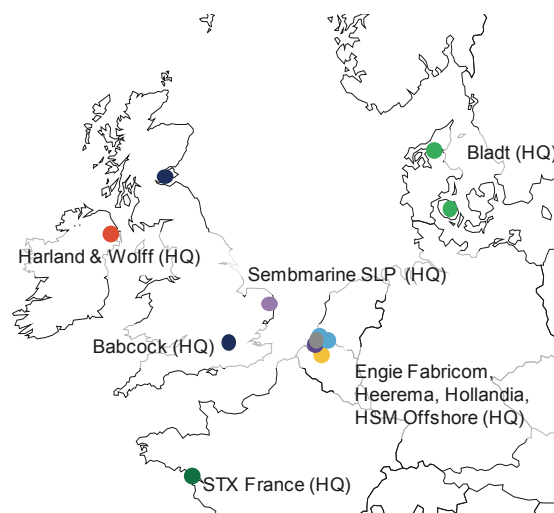 Bladt (HQ)
Harland & Wolff (HQ)
Sembmarine SLP (HQ)
Babcock (HQ)
Engie Fabricom,
Heerema, Hollandia,
HSM Offshore (HQ)
STX France (HQ)